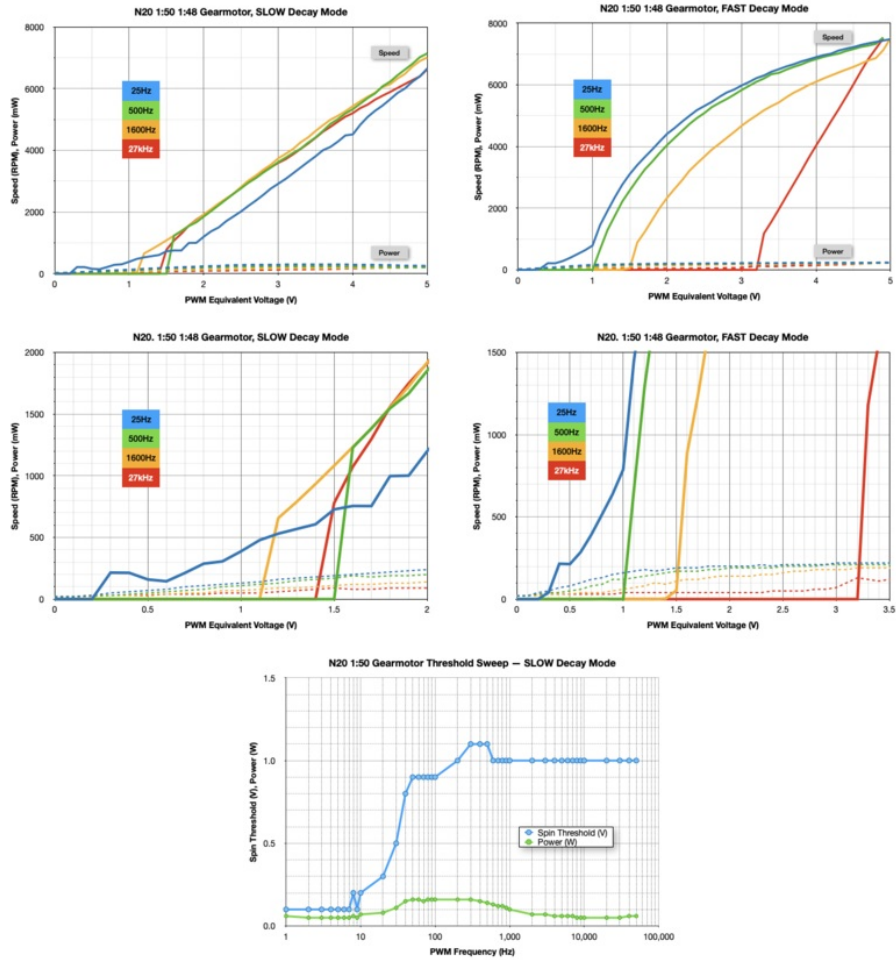 N20 1:50 1:48 Gearmotor, SLOW Decay Mode
8000
6000
4000
2000
0
Speed (RPM), Power (mW)
Speed
25Hz
500Hz
1600Hz
27kHz
Power
0 1 2 3 4 5
PWM Equivalent Voltage (V)
N20 1:50 1:48 Gearmotor, FAST Decay Mode
8000
6000
4000
2000
0
Speed (RPM), Power (mW)
Speed
25Hz
500Hz
1600Hz
27kHz
Power
0 1 2 3 4 5
PWM Equivalent Voltage (V)
N20. 1:50 1:48 Gearmotor, SLOW Decay Mode
2000
1500
1000
500
0
Speed (RPM), Power (mW)
25Hz
500Hz
1600Hz
27kHz
0 0.5 1 1.5 2
PWM Equivalent Voltage (V)
N20. 1:50 1:48 Gearmotor, FAST Decay Mode
1500
1000
500
0
Speed (RPM), Power (mW)
25Hz
500Hz
1600Hz
27kHz
0 0.5 1 1.5 2 2.5 3 3.5
PWM Equivalent Voltage (V)
N20 1:50 Gearmotor Threshold Sweep — SLOW Decay Mode
1.5
1.0
0.5
0.0
Spin Threshold (V), Power (W)
Spin Threshold (V)
Power (W)
1 10 100 1,000 10,000 100,000
PWM Frequency (Hz)